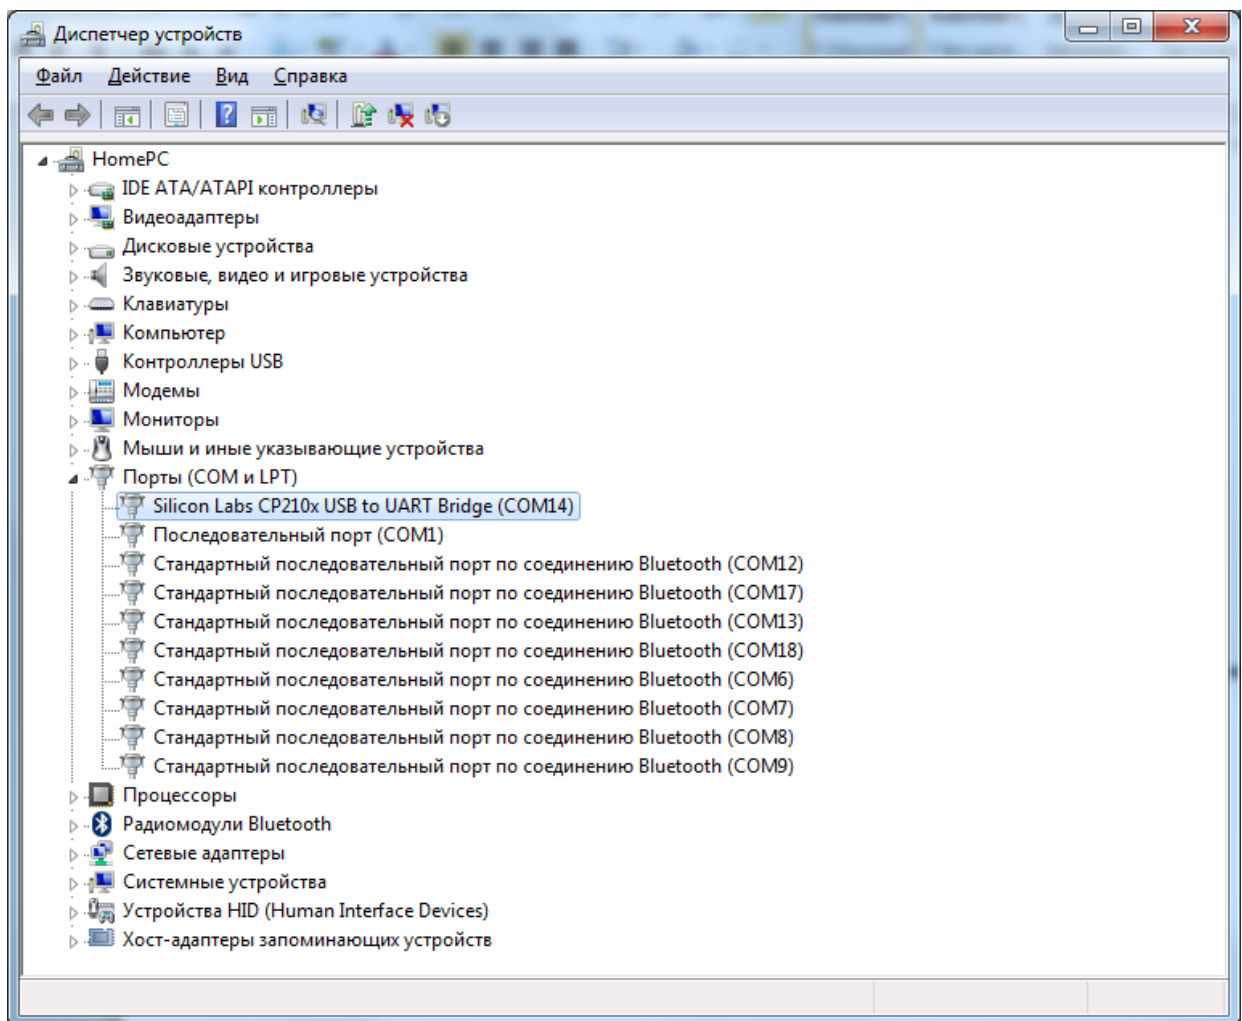 Диспетчер устройств
Файл Действие Вид Справка
HomePC
IDE ATA/ATAPI контроллеры
Видеоадаптеры
Дисковые устройства
Звуковые, видео и игровые устройства
Клавиатуры
Компьютер
Контроллеры USB
Модемы
Мониторы
Мыши и иные указывающие устройства
Порты (COM и LPT)
Silicon Labs CP210x USB to UART Bridge (COM14)
Последовательный порт (COM1)
Стандартный последовательный порт по соединению Bluetooth (COM12)
Стандартный последовательный порт по соединению Bluetooth (COM17)
Стандартный последовательный порт по соединению Bluetooth (COM13)
Стандартный последовательный порт по соединению Bluetooth (COM18)
Стандартный последовательный порт по соединению Bluetooth (COM6)
Стандартный последовательный порт по соединению Bluetooth (COM7)
Стандартный последовательный порт по соединению Bluetooth (COM8)
Стандартный последовательный порт по соединению Bluetooth (COM9)
Процессоры
Радиомодули Bluetooth
Сетевые адаптеры
Системные устройства
Устройства HID (Human Interface Devices)
Хост-адаптеры запоминающих устройств